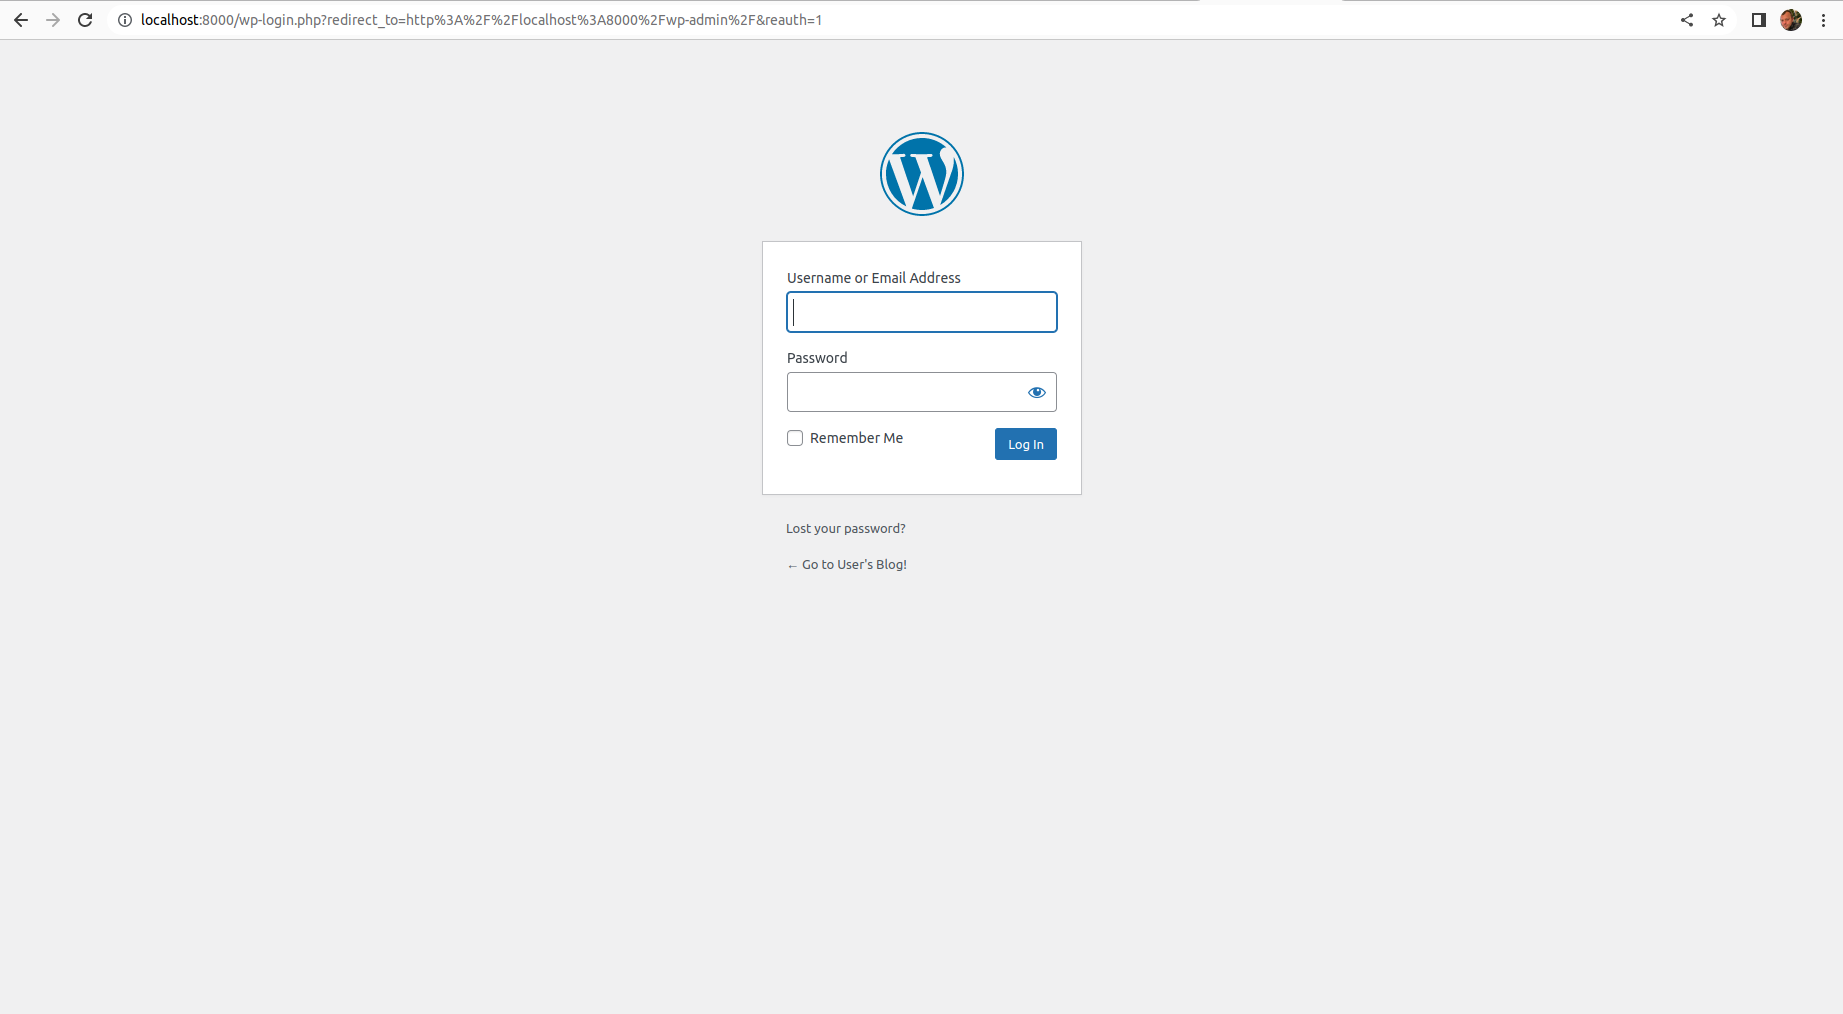 localhost:8000/wp-login.php?redirect_to=http%3A%2F%2Flocalhost%3A8000%2Fwp-admin%2F&reauth=1
W
Username or Email Address
Password
Remember Me
Log In
Lost your password?
← Go to User's Blog!